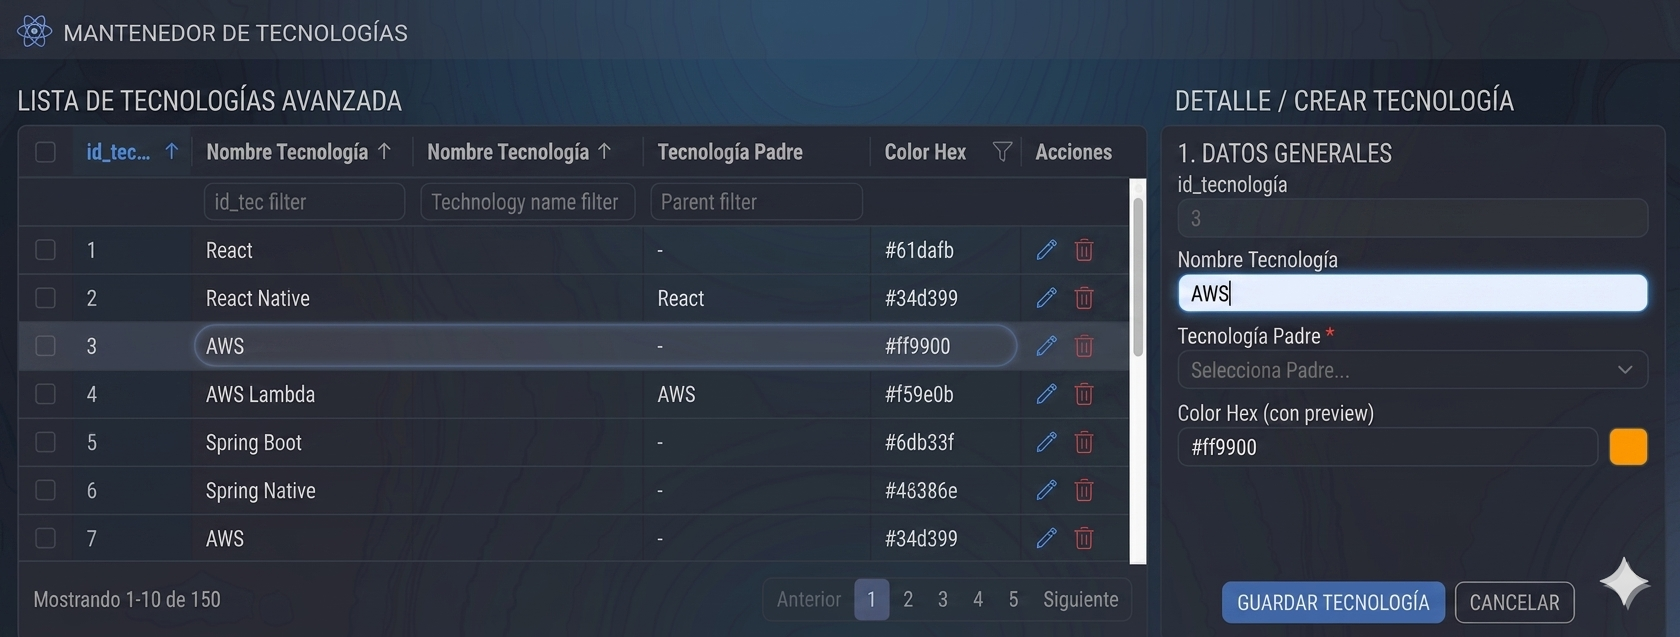 MANTENEDOR DE TECNOLOGÍAS
LISTA DE TECNOLOGÍAS AVANZADA
id_tec... ↑ Nombre Tecnología ↑ Nombre Tecnología ↑ Tecnología Padre Color Hex Acciones
id_tec filter Technology name filter Parent filter
1 React - #61dafb
2 React Native React #34d399
3 AWS - #ff9900
4 AWS Lambda AWS #f59e0b
5 Spring Boot - #6db33f
6 Spring Native - #46386e
7 AWS - #34d399
Mostrando 1-10 de 150
Anterior 1 2 3 4 5 Siguiente
DETALLE / CREAR TECNOLOGÍA
1. DATOS GENERALES
id_tecnología
3
Nombre Tecnología
AWS
Tecnología Padre *
Selecciona Padre...
Color Hex (con preview)
#ff9900
GUARDAR TECNOLOGÍA CANCELAR